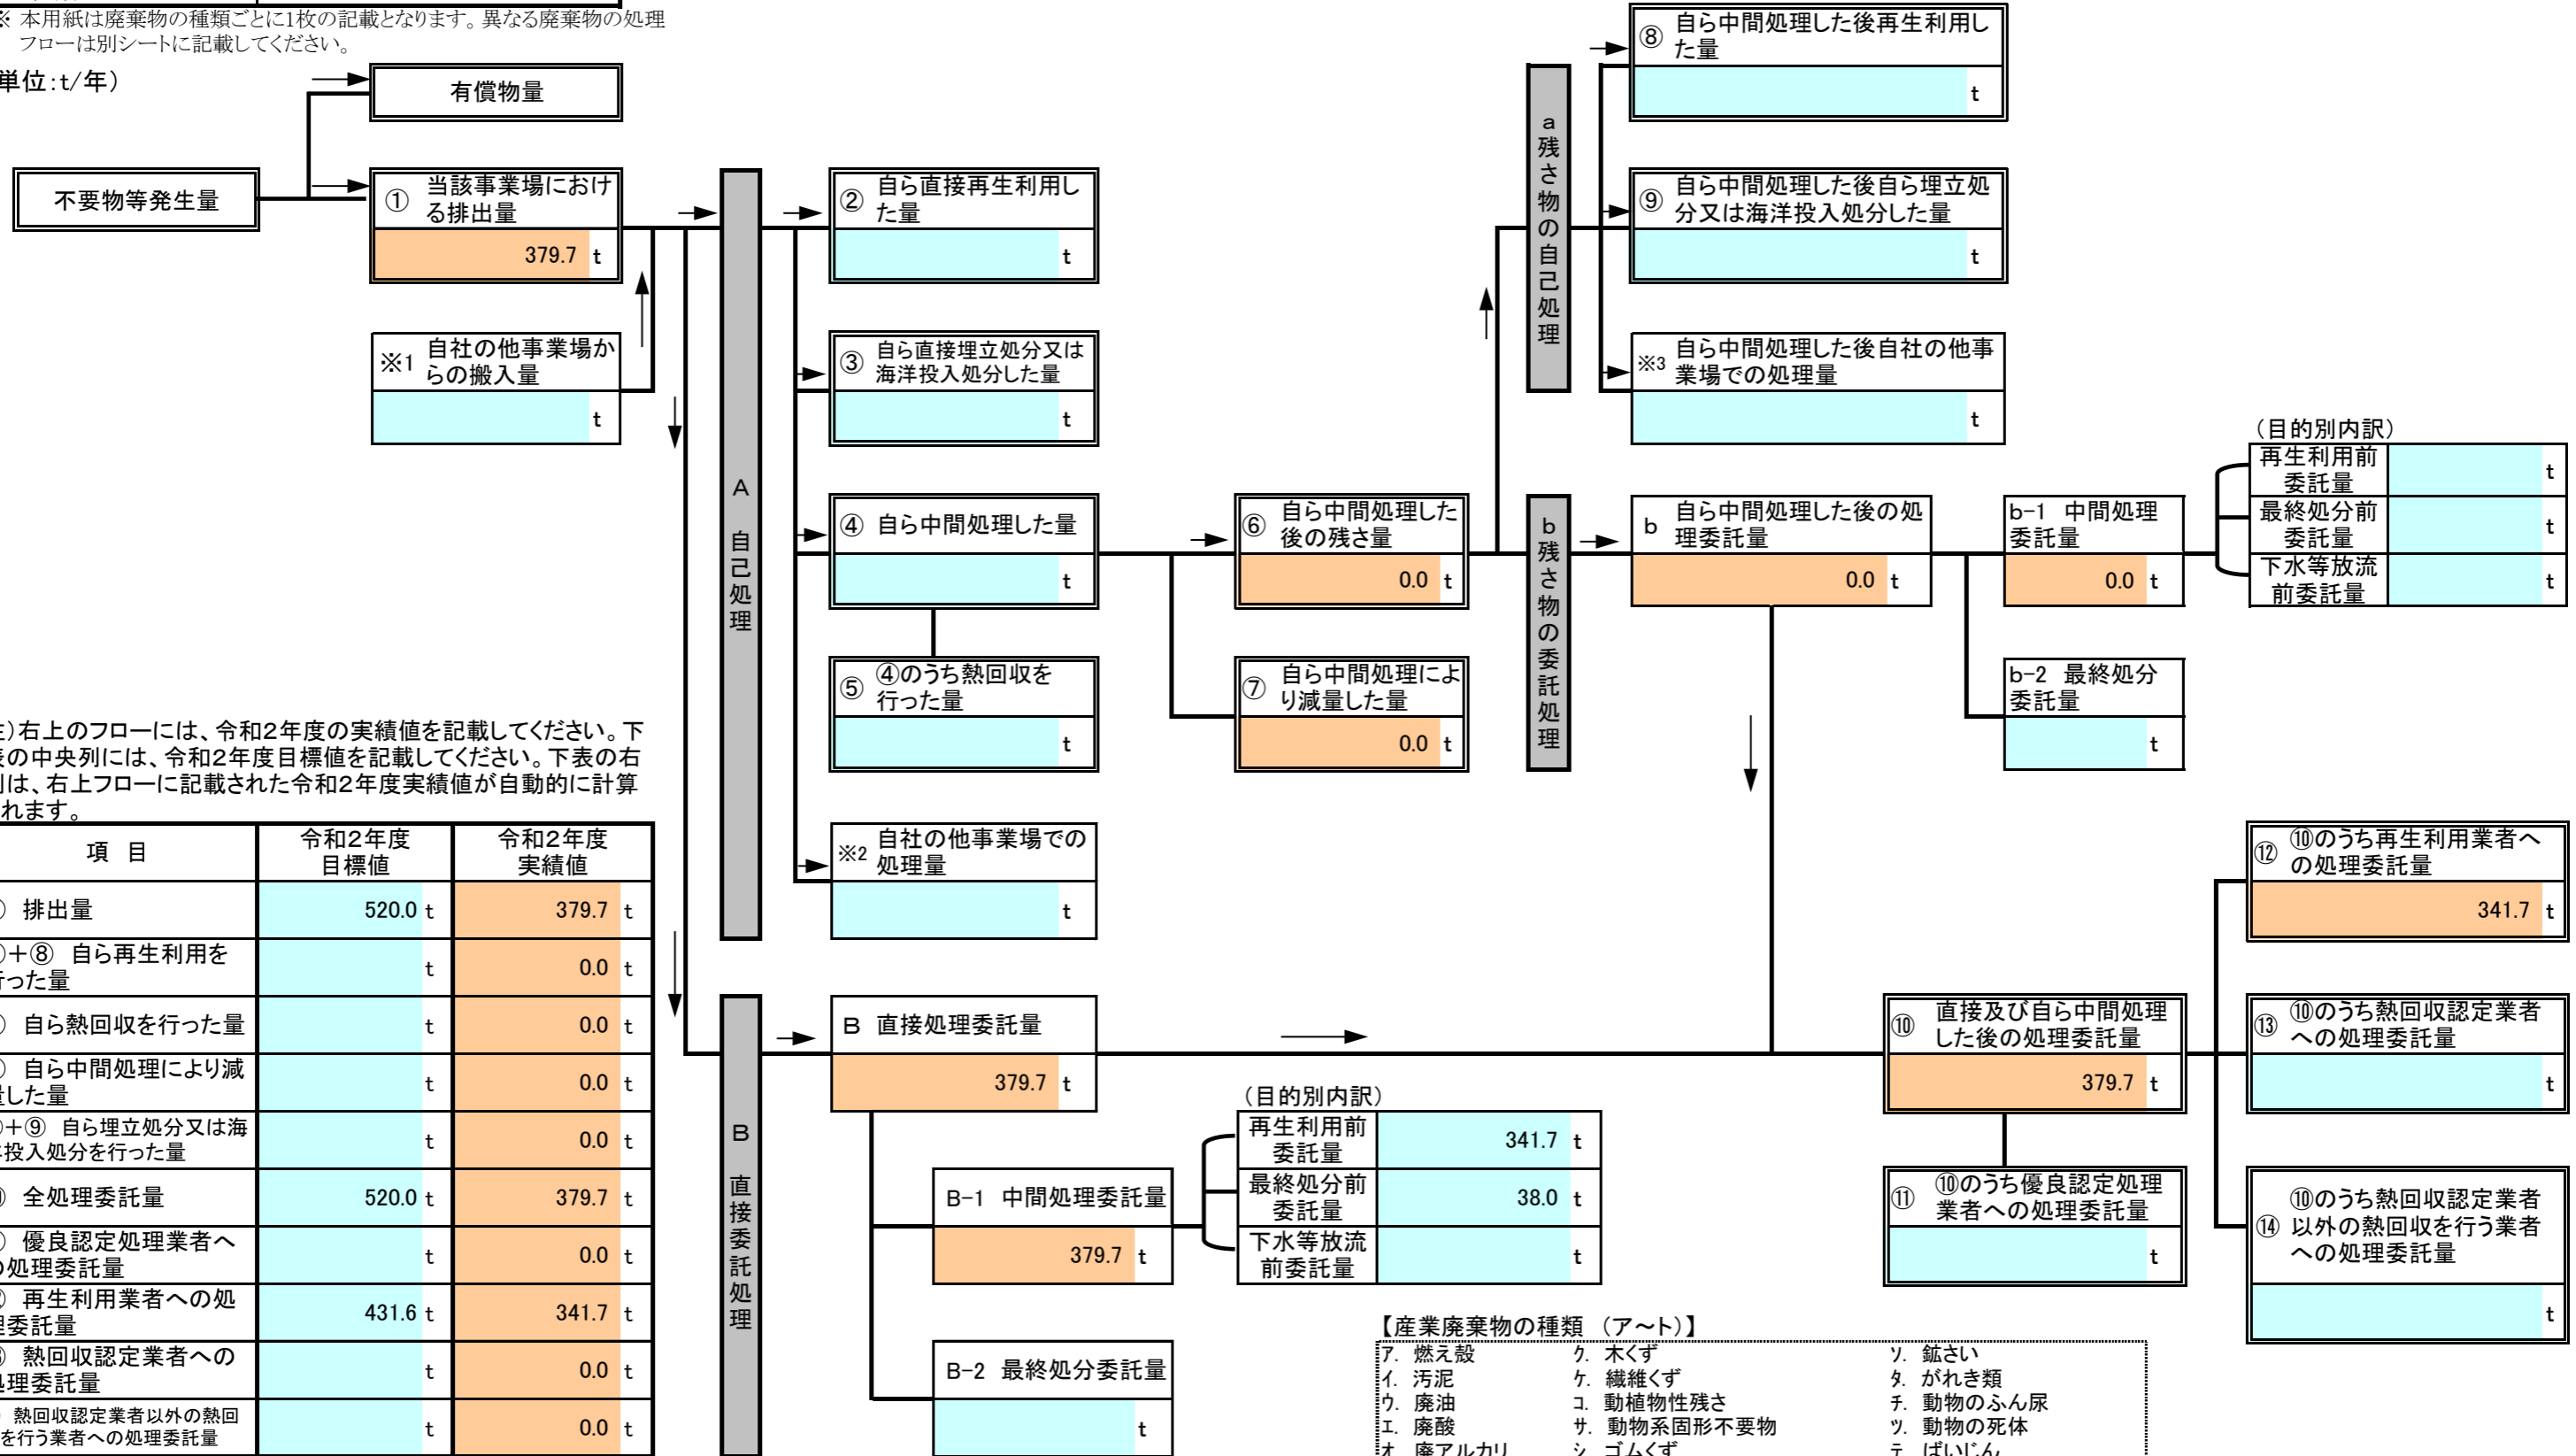 ※ 本用紙は廃棄物の種類ごとに1枚の記載となります。異なる廃棄物の処理
フローは別シートに記載してください。
単位:t/年）
有償物量
不要物等発生量
① 当該事業場におけ
る排出量
379.7 t
※1 自社の他事業場か
らの搬入量
t
A 自己処理
② 自ら直接再生利用し
た量
t
③ 自ら直接埋立処分又は
海洋投入処分した量
t
④ 自ら中間処理した量
t
⑤ ④のうち熱回収を
行った量
t
※2 自社の他事業場での
処理量
t
⑥ 自ら中間処理した
後の残さ量
0.0 t
⑦ 自ら中間処理によ
り減量した量
0.0 t
a 残さ物の自己処理
⑧ 自ら中間処理した後再生利用し
た量
t
⑨ 自ら中間処理した後自ら埋立処
分又は海洋投入処分した量
t
※3 自ら中間処理した後自社の他事
業場での処理量
t
b 残さ物の委託処理
b 自ら中間処理した後の処
理委託量
0.0 t
b-1 中間処理
委託量
0.0 t
b-2 最終処分
委託量
t
（目的別内訳）
再生利用前
委託量 t
最終処分前
委託量 t
下水等放流
前委託量 t
）右上のフローには、令和2年度の実績値を記載してください。下
の中央列には、令和2年度目標値を記載してください。下表の右
は、右上フローに記載された令和2年度実績値が自動的に計算
れます。
項 目 令和2年度 目標値 令和2年度 実績値
排出量 520.0 t 379.7 t
＋⑧ 自ら再生利用を
った量 t 0.0 t
自ら熱回収を行った量 t 0.0 t
自ら中間処理により減
した量 t 0.0 t
＋⑨ 自ら埋立処分又は海
投入処分を行った量 t 0.0 t
全処理委託量 520.0 t 379.7 t
優良認定処理業者へ
処理委託量 t 0.0 t
再生利用業者への処
委託量 431.6 t 341.7 t
熱回収認定業者への
理委託量 t 0.0 t
熱回収認定業者以外の熱回
を行う業者への処理委託量 t 0.0 t
B 直接委託処理
B 直接処理委託量
379.7 t
B-1 中間処理委託量
379.7 t
B-2 最終処分委託量
t
（目的別内訳）
再生利用前
委託量 341.7 t
最終処分前
委託量 38.0 t
下水等放流
前委託量 t
⑩ 直接及び自ら中間処理
した後の処理委託量
379.7 t
⑪ ⑩のうち優良認定処理
業者への処理委託量
t
⑫ ⑩のうち再生利用業者へ
の処理委託量
341.7 t
⑬ ⑩のうち熱回収認定業者
への処理委託量
t
⑭ ⑩のうち熱回収認定業者
以外の熱回収を行う業者
への処理委託量
t
【産業廃棄物の種類 （ア～ト）】
ア. 燃え殻 ク. 木くず ソ. 鉱さい
イ. 汚泥 ケ. 繊維くず タ. がれき類
ウ. 廃油 コ. 動植物性残さ チ. 動物のふん尿
エ. 廃酸 サ. 動物系固形不要物 ツ. 動物の死体
オ. 廃アルカリ シ. ゴムくず テ. ばいじん